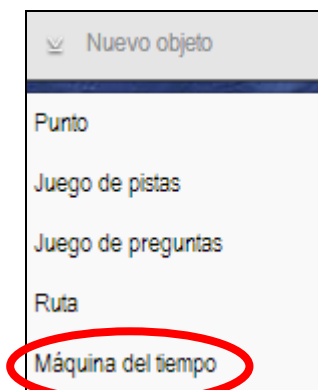 Nuevo objeto
Punto
Juego de pistas
Juego de preguntas
Ruta
Máquina del tiempo